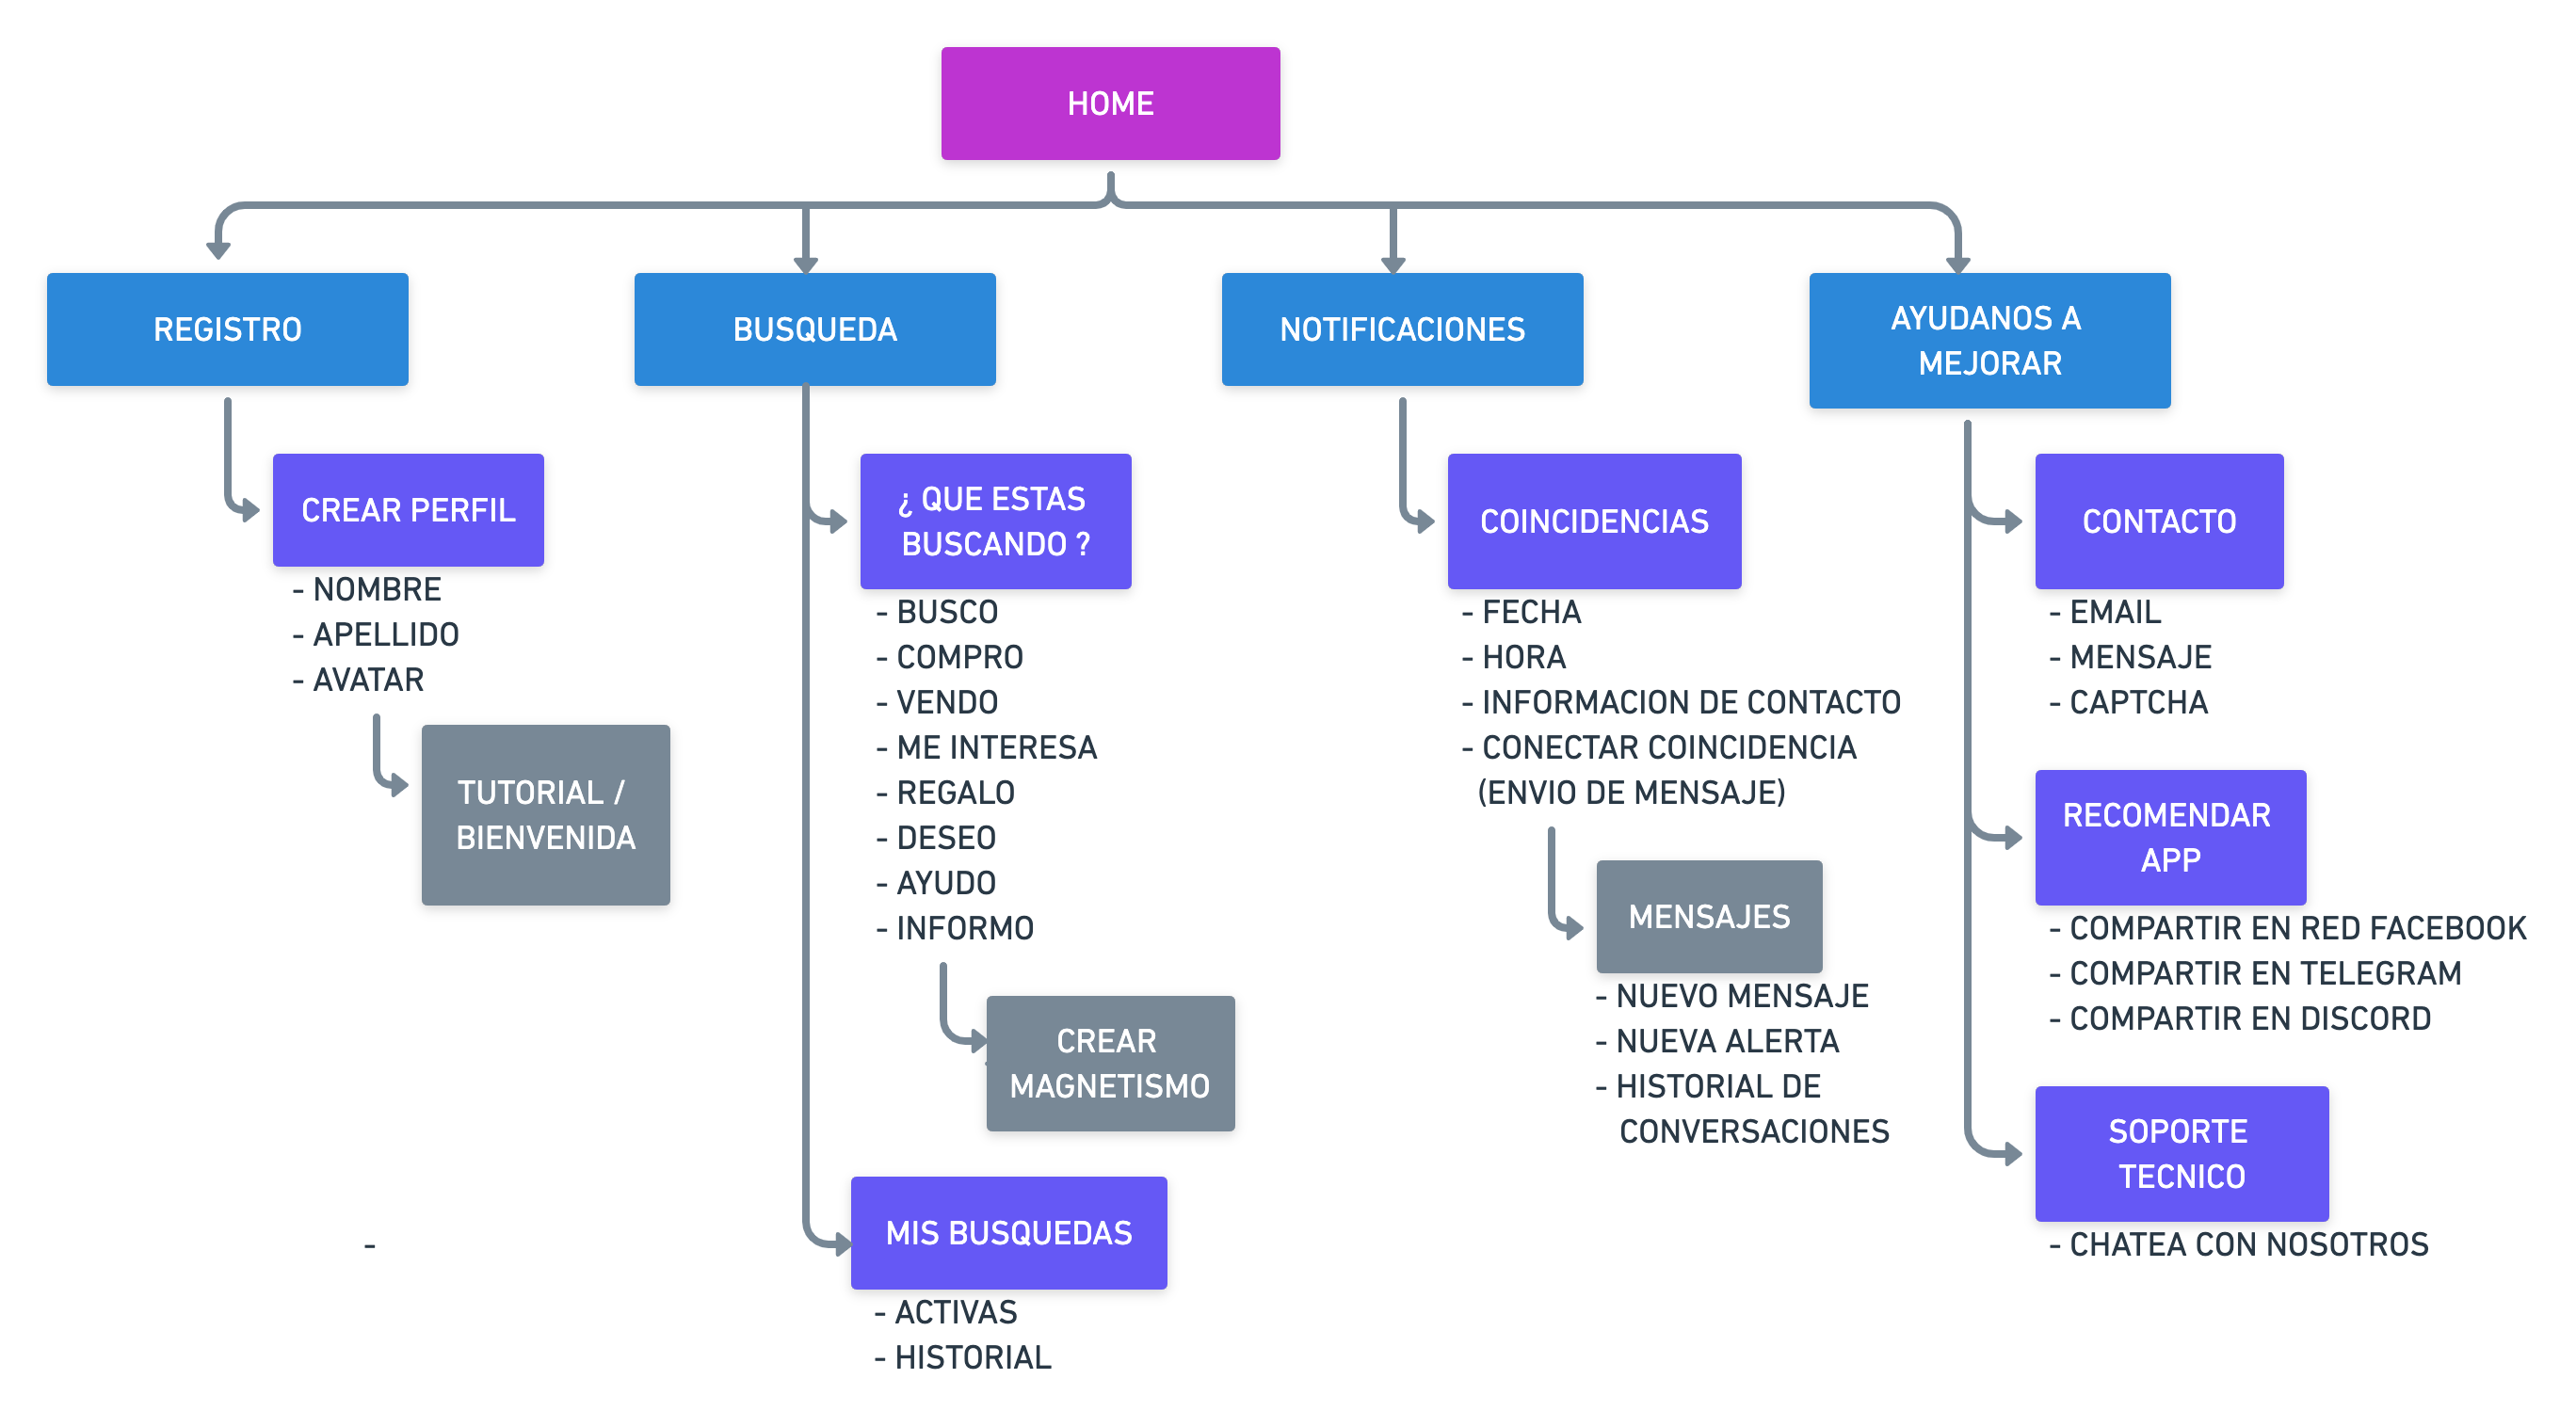 HOME
REGISTRO
CREAR PERFIL
- NOMBRE
- APELLIDO
- AVATAR
TUTORIAL /
BIENVENIDA
-
BUSQUEDA
¿ QUE ESTAS
BUSCANDO ?
- BUSCO
- COMPRO
- VENDO
- ME INTERESA
- REGALO
- DESEO
- AYUDO
- INFORMO
CREAR
MAGNETISMO
MIS BUSQUEDAS
- ACTIVAS
- HISTORIAL
NOTIFICACIONES
COINCIDENCIAS
- FECHA
- HORA
- INFORMACION DE CONTACTO
- CONECTAR COINCIDENCIA
(ENVIO DE MENSAJE)
MENSAJES
- NUEVO MENSAJE
- NUEVA ALERTA
- HISTORIAL DE
CONVERSACIONES
AYUDANOS A
MEJORAR
CONTACTO
- EMAIL
- MENSAJE
- CAPTCHA
RECOMENDAR
APP
- COMPARTIR EN RED FACEBOOK
- COMPARTIR EN TELEGRAM
- COMPARTIR EN DISCORD
SOPORTE
TECNICO
- CHATEA CON NOSOTROS